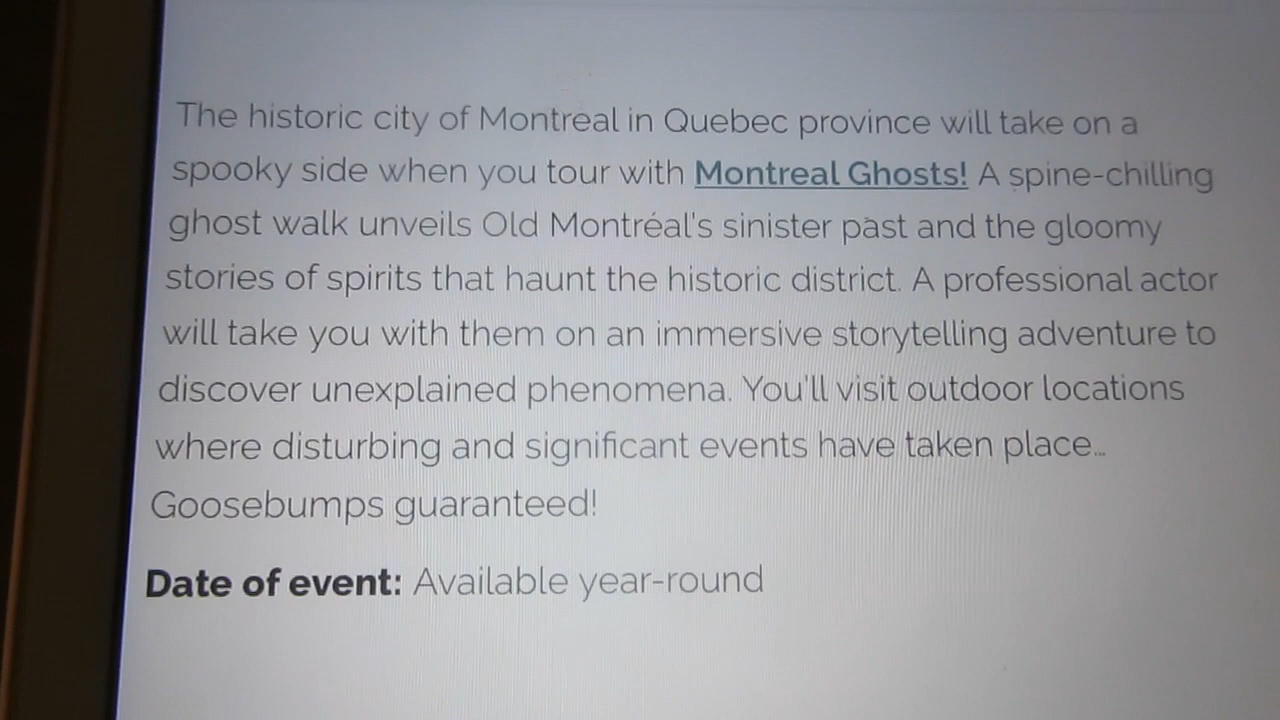 The historic city of Montreal in Quebec province will take on a
spooky side when you tour with Montreal Ghosts! A spine-chilling
ghost walk unveils Old Montréal's sinister past and the gloomy
stories of spirits that haunt the historic district. A professional actor
will take you with them on an immersive storytelling adventure to
discover unexplained phenomena. You'll visit outdoor locations
where disturbing and significant events have taken place…
Goosebumps guaranteed!
Date of event: Available year-round